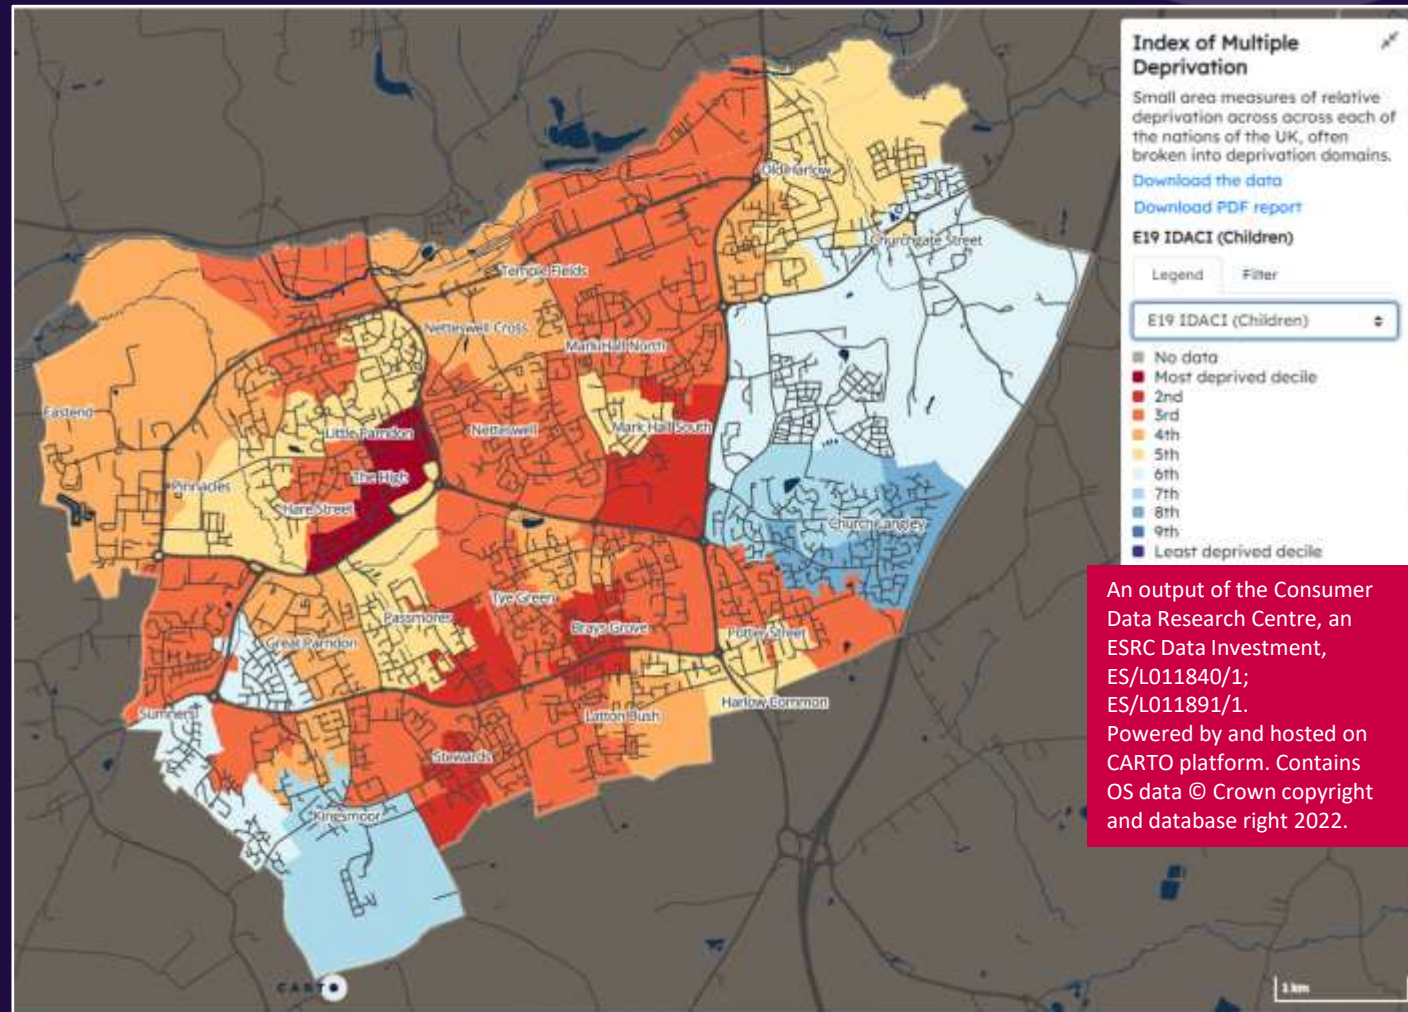 Index of Multiple
Deprivation
Small area measures of relative
deprivation across across each of
the nations of the UK, often
broken into deprivation domains.
Download the data
Download PDF report
E19 IDACI (Children)
Legend Filter
E19 IDACI (Children)
No data
Most deprived decile
2nd
3rd
4th
5th
6th
7th
8th
9th
Least deprived decile
An output of the Consumer
Data Research Centre, an
ESRC Data Investment,
ES/L011840/1;
ES/L011891/1.
Powered by and hosted on
CARTO platform. Contains
OS data © Crown copyright
and database right 2022.
Old Harlow
Churchgate Street
Temple Fields
Netteswell Cross
Mark Hall North
Eastend
Little Parndon
Netteswell
Mark Hall South
The High
Pinnacles
Hare Street
Church Langley
Tye Green
Passmores
Brays Grove
Potter Street
Great Parndon
Harlow Common
Sumners
Latton Bush
Stewards
Kingsmoor
CARTO
1 km